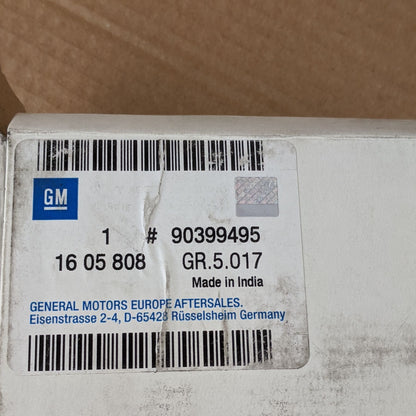 GM
1 # 90399495
16 05 808 GR.5.017
Made in India
GENERAL MOTORS EUROPE AFTERSALES.
Eisenstrasse 2-4, D-65428 Rüsselsheim Germany